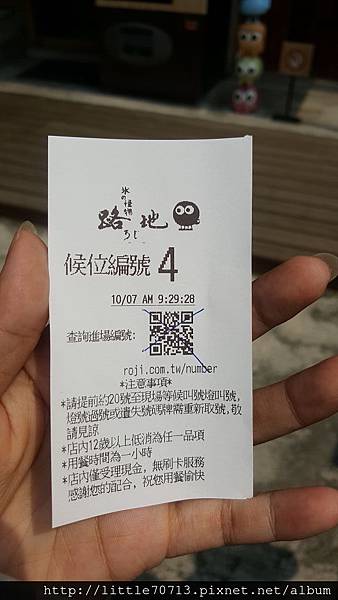 氷の怪物
路地
ろじ
候位編號 4
10/07 AM 9:29:28
查詢進場編號:
roji.com.tw/number
*注意事項*
*請提前約20號至現場等候叫號燈叫號,
燈號過號或遺失號碼牌需重新取號,敬
請見諒
*店內12歲以上低消為任一品項
*用餐時間為一小時
*店內僅受理現金, 無刷卡服務
感謝您的配合, 祝您用餐愉快
http://little70713.pixnet.net/album